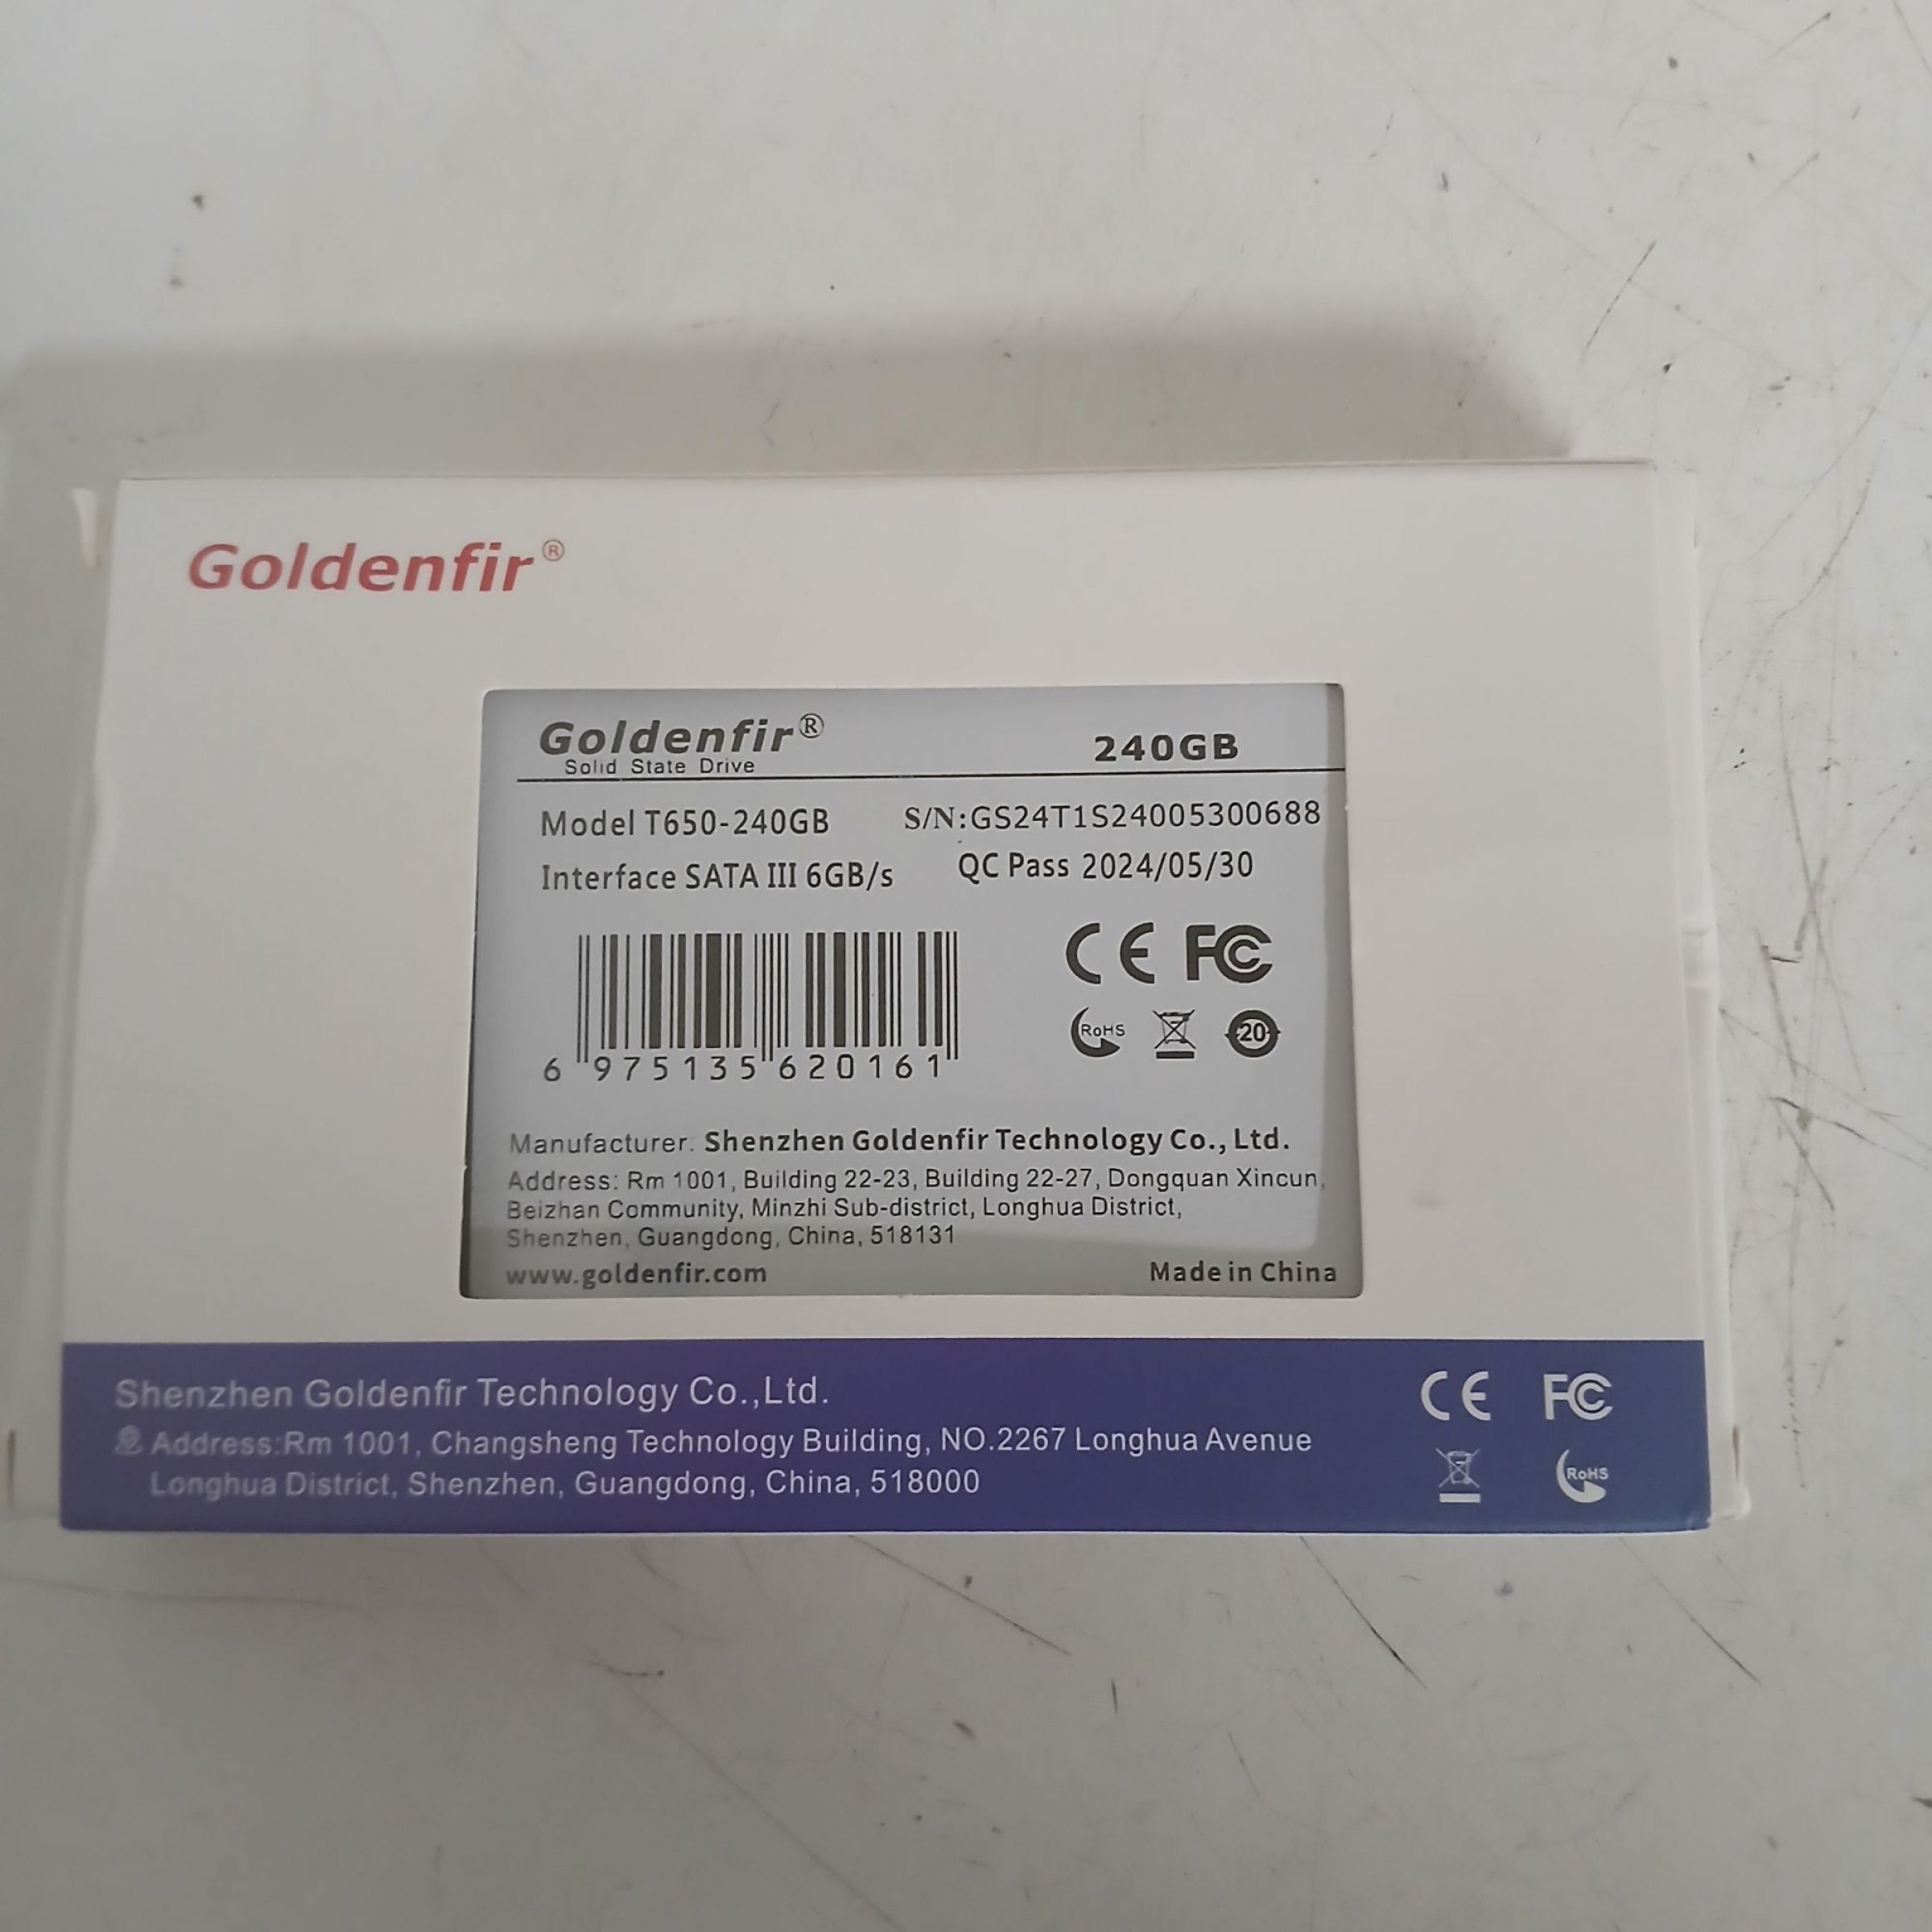 Goldenfir®
Goldenfir® 240GB
Solid State Drive
Model T650-240GB S/N:GS24T1S24005300688
Interface SATA III 6GB/s QC Pass 2024/05/30
CE FC
RoHS 20
6 975135 620161
Manufacturer: Shenzhen Goldenfir Technology Co., Ltd.
Address: Rm 1001, Building 22-23, Building 22-27, Dongquan Xincun,
Beizhan Community, Minzhi Sub-district, Longhua District,
Shenzhen, Guangdong, China, 518131
www.goldenfir.com Made in China
Shenzhen Goldenfir Technology Co.,Ltd. CE FC
Address:Rm 1001, Changsheng Technology Building, NO.2267 Longhua Avenue
Longhua District, Shenzhen, Guangdong, China, 518000 RoHS